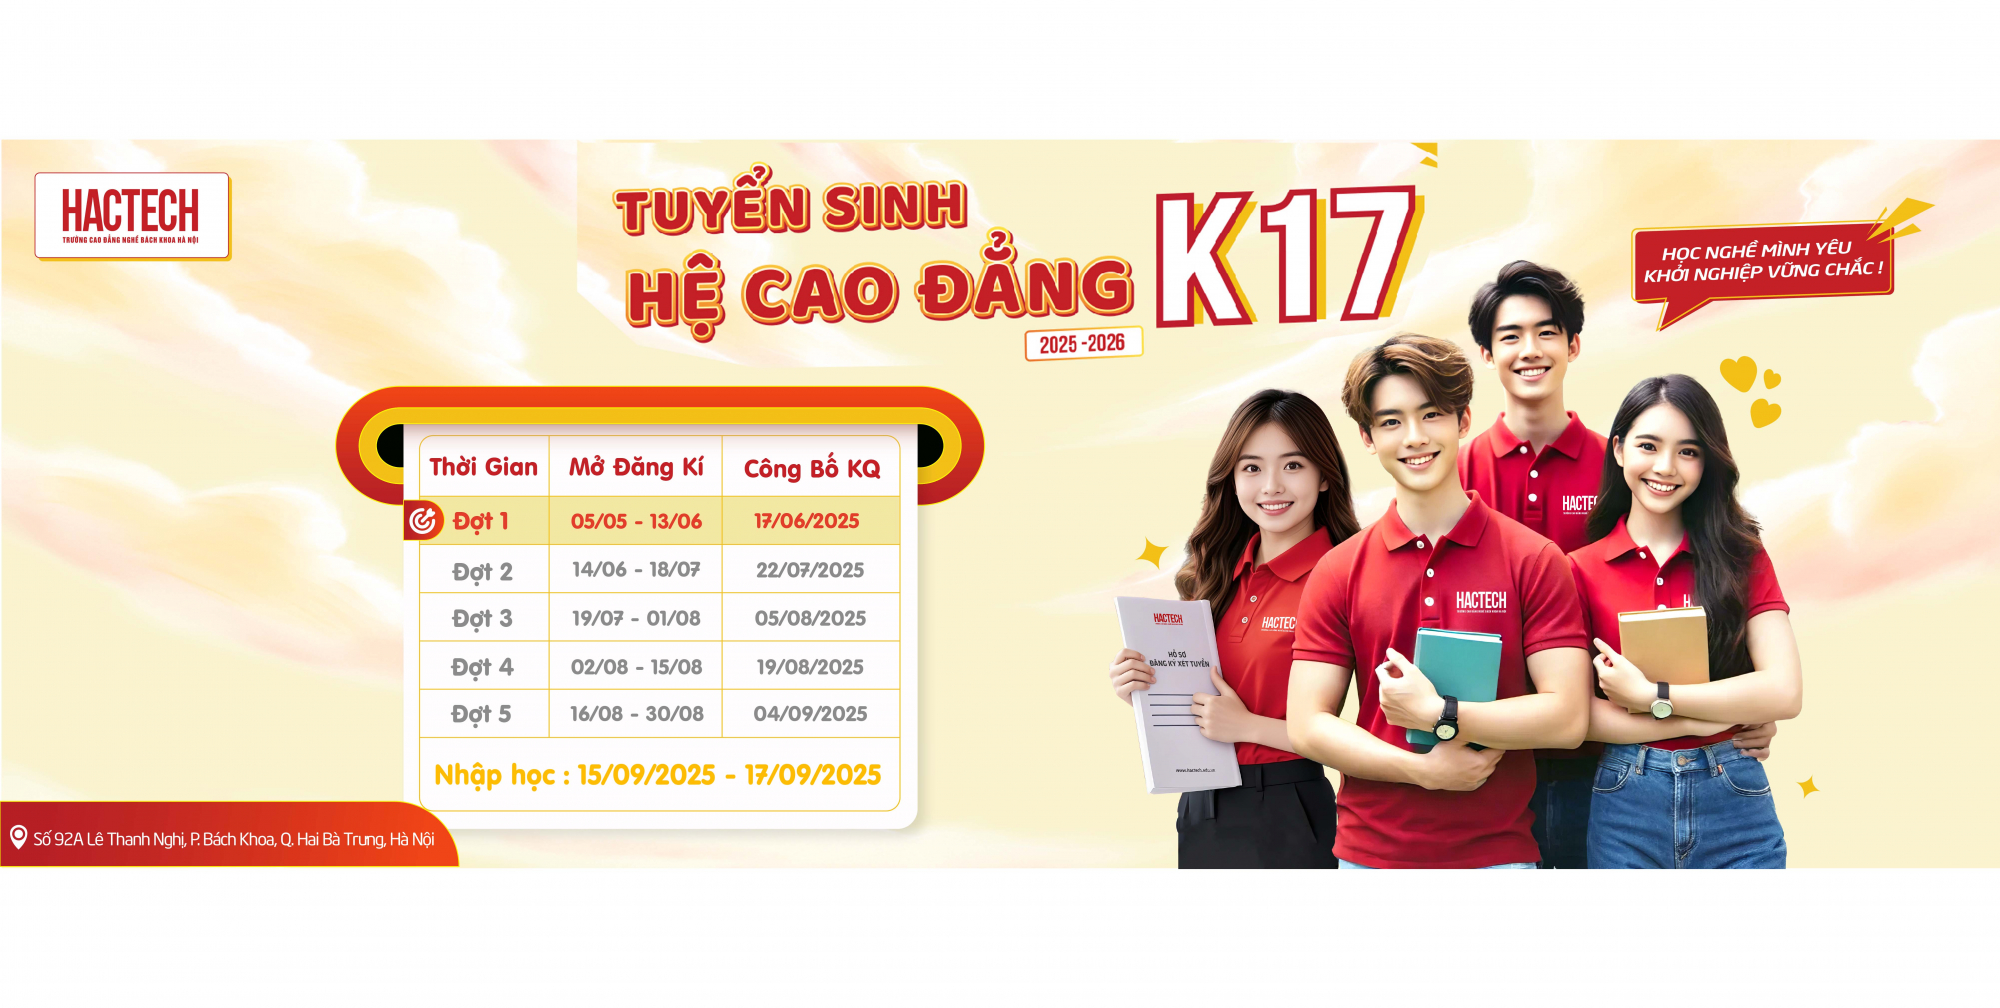 HACTECH
TRƯỜNG CAO ĐẲNG NGHỀ BÁCH KHOA HÀ NỘI
TUYỂN SINH
HỆ CAO ĐẲNG
K17
2025 -2026
HỌC NGHỀ MÌNH YÊU
KHỞI NGHIỆP VỮNG CHẮC !
Thời Gian Mở Đăng Kí Công Bố KQ
Đợt 1 05/05 - 13/06 17/06/2025
Đợt 2 14/06 - 18/07 22/07/2025
Đợt 3 19/07 - 01/08 05/08/2025
Đợt 4 02/08 - 15/08 19/08/2025
Đợt 5 16/08 - 30/08 04/09/2025
Nhập học : 15/09/2025 - 17/09/2025
Số 92A Lê Thanh Nghị, P. Bách Khoa, Q. Hai Bà Trưng, Hà Nội
HACTECH
HỒ SƠ
ĐĂNG KÝ XÉT TUYỂN
www.hactech.edu.vn
HACTEC
HACTECH
HACTE
H